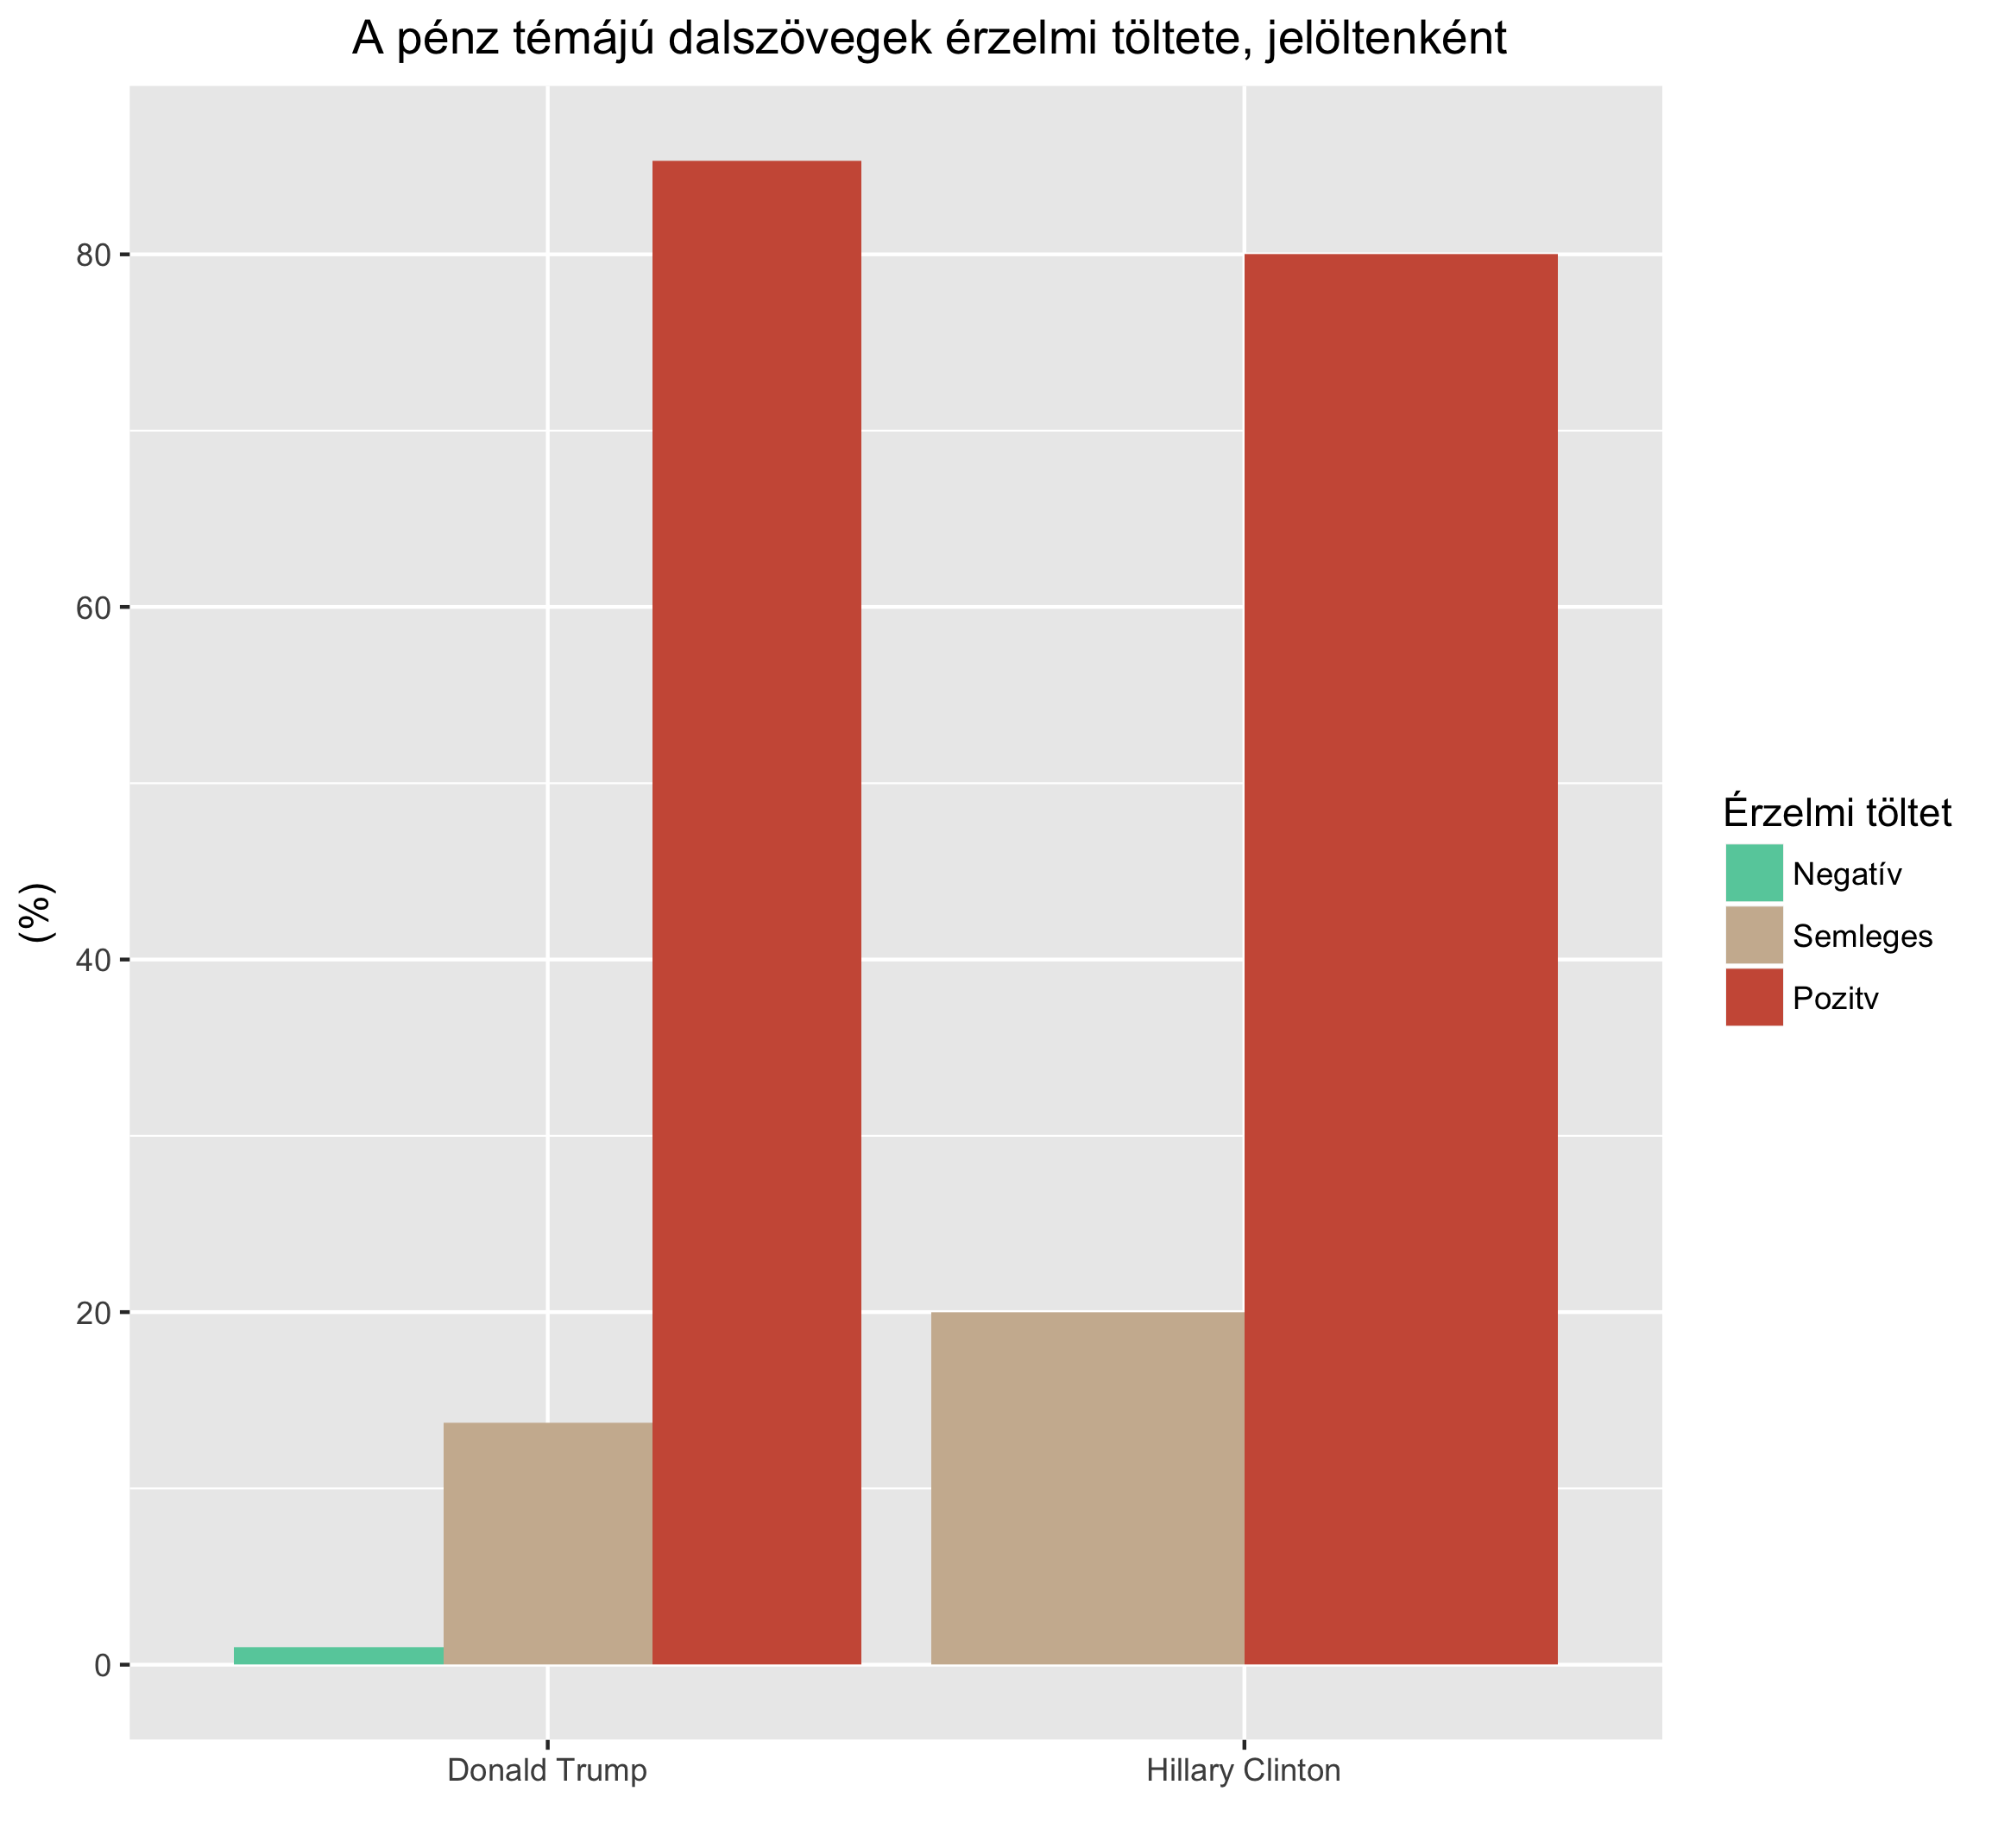 A pénz témájú dalszövegek érzelmi töltete, jelöltenként
(%)
80
60
40
20
0
Donald Trump
Hillary Clinton
Érzelmi töltet
Negatív
Semleges
Pozitv